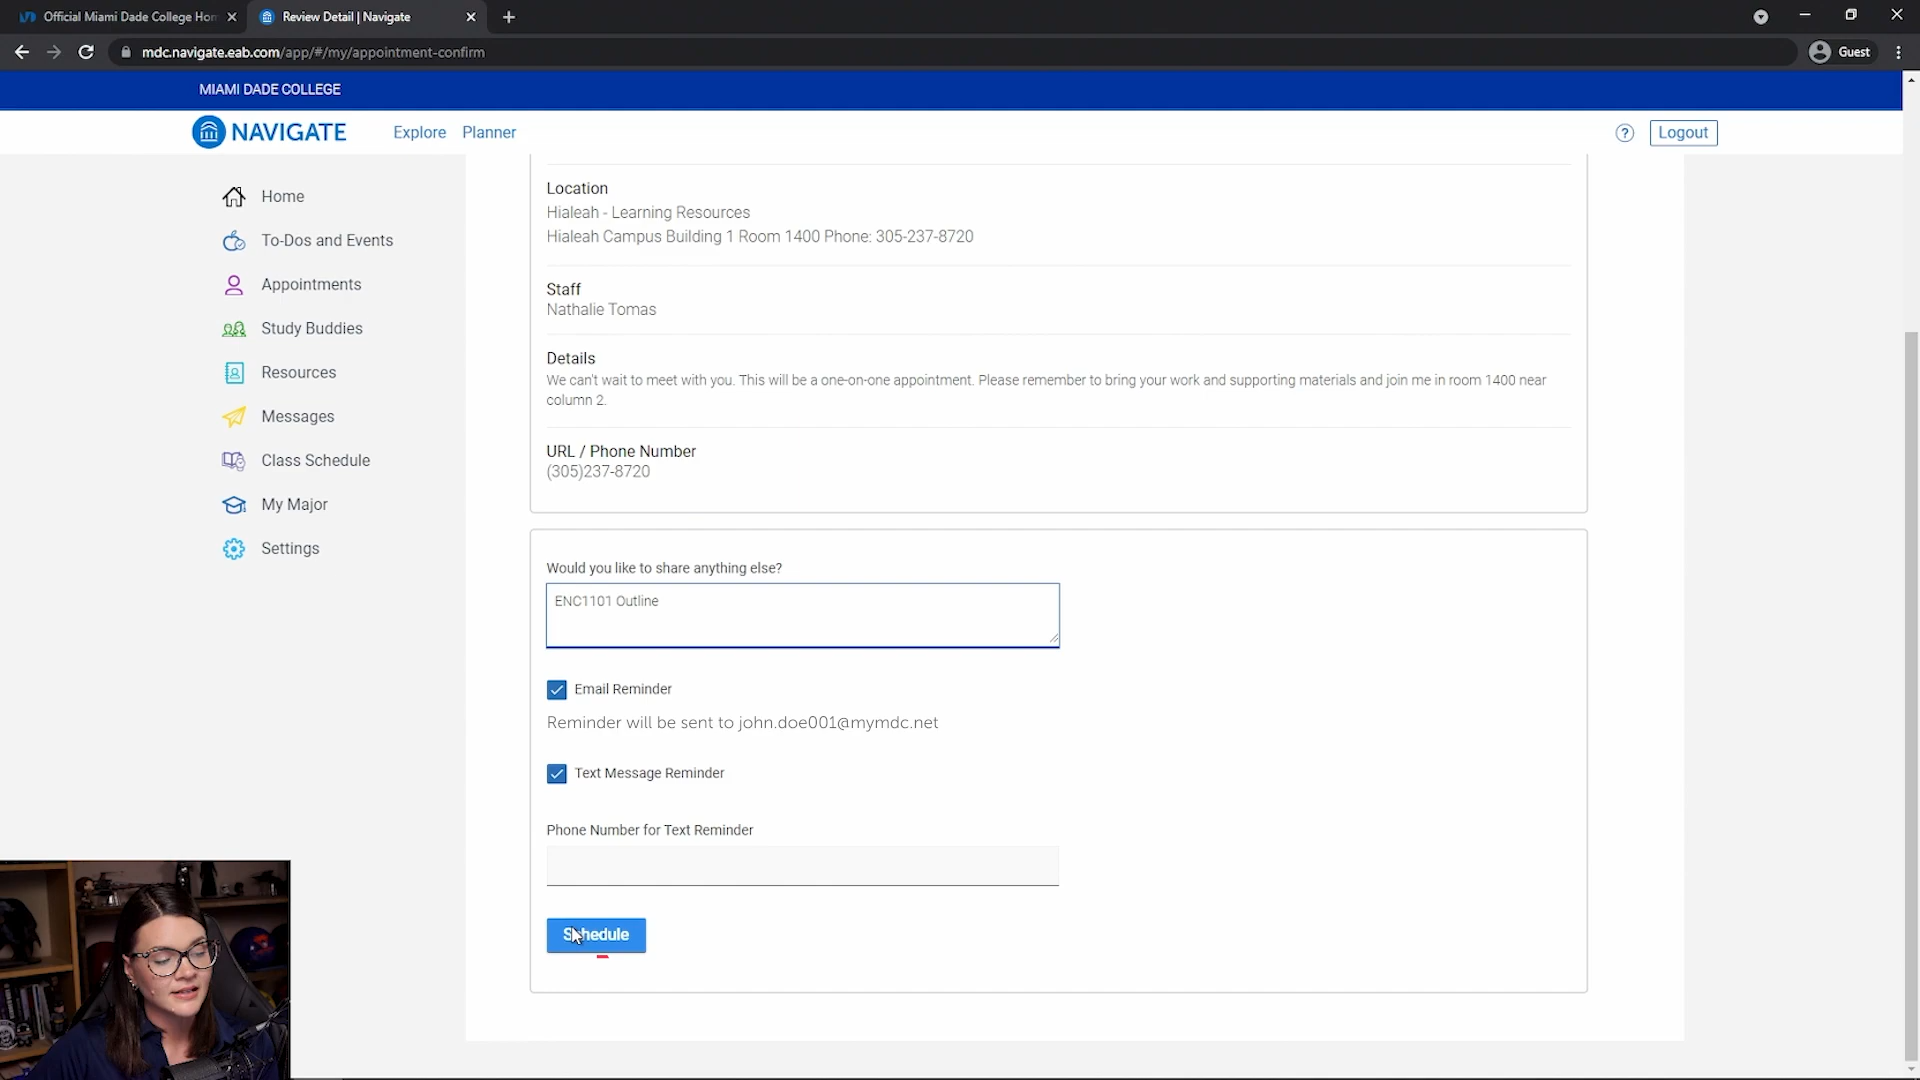 Official Miami Dade College Hom
Review Detail | Navigate
mdc.navigate.eab.com/app/#/my/appointment-confirm
Guest
MIAMI DADE COLLEGE
NAVIGATE
Explore
Planner
?
Logout
Home
To-Dos and Events
Appointments
Study Buddies
Resources
Messages
Class Schedule
My Major
Settings
Location
Hialeah - Learning Resources
Hialeah Campus Building 1 Room 1400 Phone: 305-237-8720
Staff
Nathalie Tomas
Details
We can't wait to meet with you. This will be a one-on-one appointment. Please remember to bring your work and supporting materials and join me in room 1400 near
column 2.
URL / Phone Number
(305)237-8720
Would you like to share anything else?
ENC1101 Outline
Email Reminder
Reminder will be sent to john.doe001@mymdc.net
Text Message Reminder
Phone Number for Text Reminder
Schedule